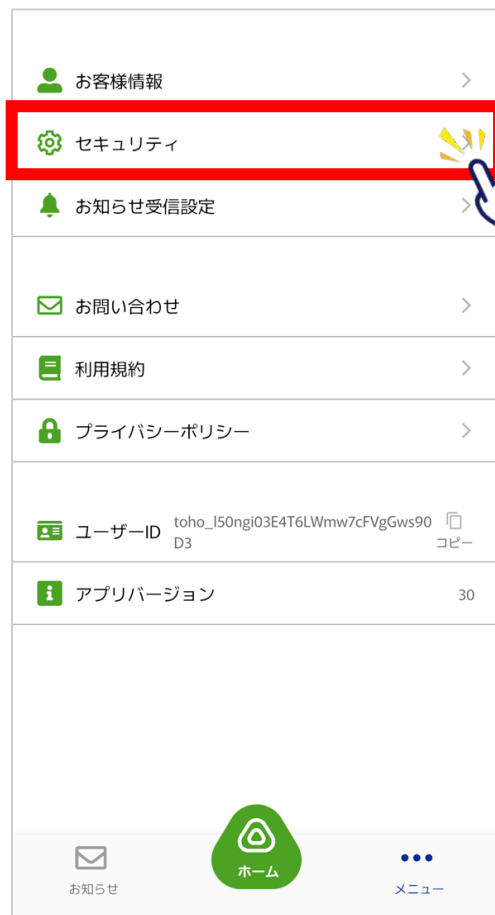 お客様情報
セキュリティ
お知らせ受信設定
お問い合わせ
利用規約
プライバシーポリシー
ユーザーID toho_l50ngi03E4T6LWmw7cFVgGws90
D3 コピー
アプリバージョン 30
お知らせ ホーム メニュー